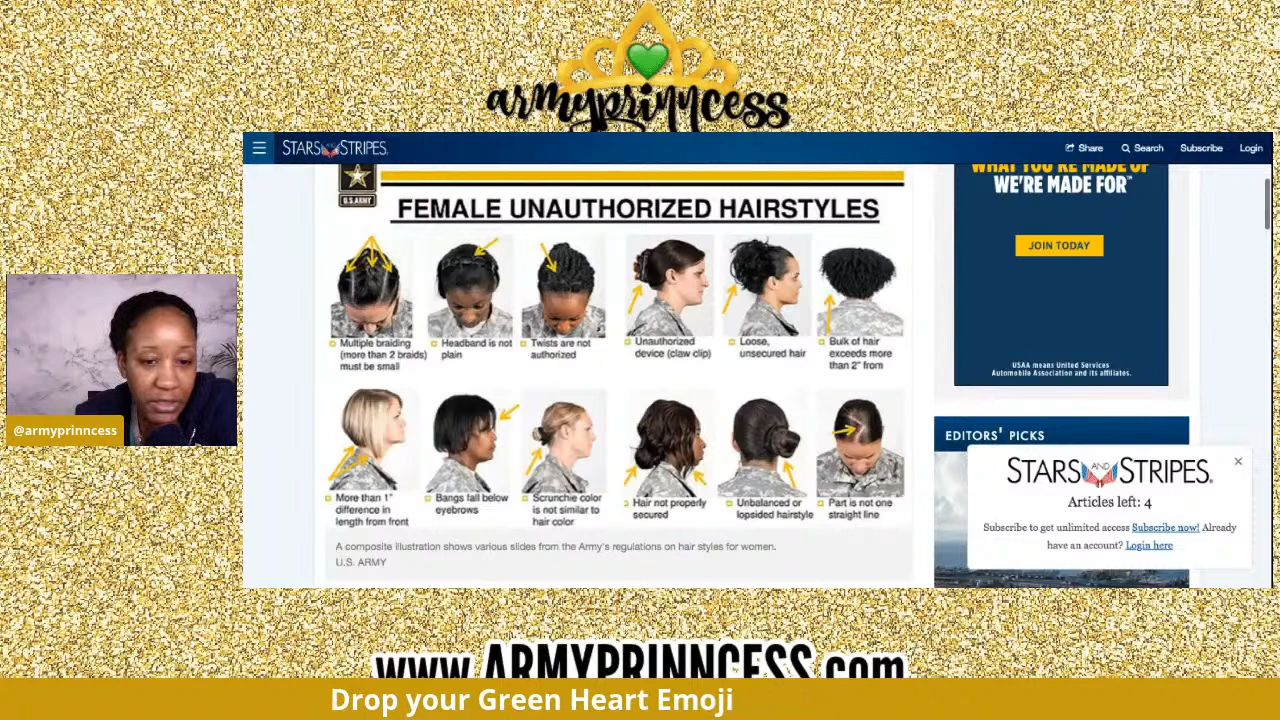 armyprinncess
STARS AND STRIPES.
Share
Search
Subscribe
Login
U.S.ARMY
FEMALE UNAUTHORIZED HAIRSTYLES
Multiple braiding
(more than 2 braids)
must be small
Headband is not
plain
Twists are not
authorized
Unauthorized
device (claw clip)
Loose,
unsecured hair
Bulk of hair
exceeds more
than 2" from
More than 1"
difference in
length from front
Bangs fall below
eyebrows
Scrunchie color
is not similar to
hair color
Hair not properly
secured
Unbalanced or
lopsided hairstyle
Part is not one
straight line
A composite illustration shows various slides from the Army's regulations on hair styles for women.
U.S. ARMY
WHAT YOU'RE MADE OF
WE'RE MADE FOR™
JOIN TODAY
USAA means United Services
Automobile Association and its affiliates.
EDITORS' PICKS
STARS AND STRIPES.
Articles left: 4
Subscribe to get unlimited access Subscribe now! Already
have an account? Login here
@armyprinncess
www.ARMYPRINNCESS.com
Drop your Green Heart Emoji